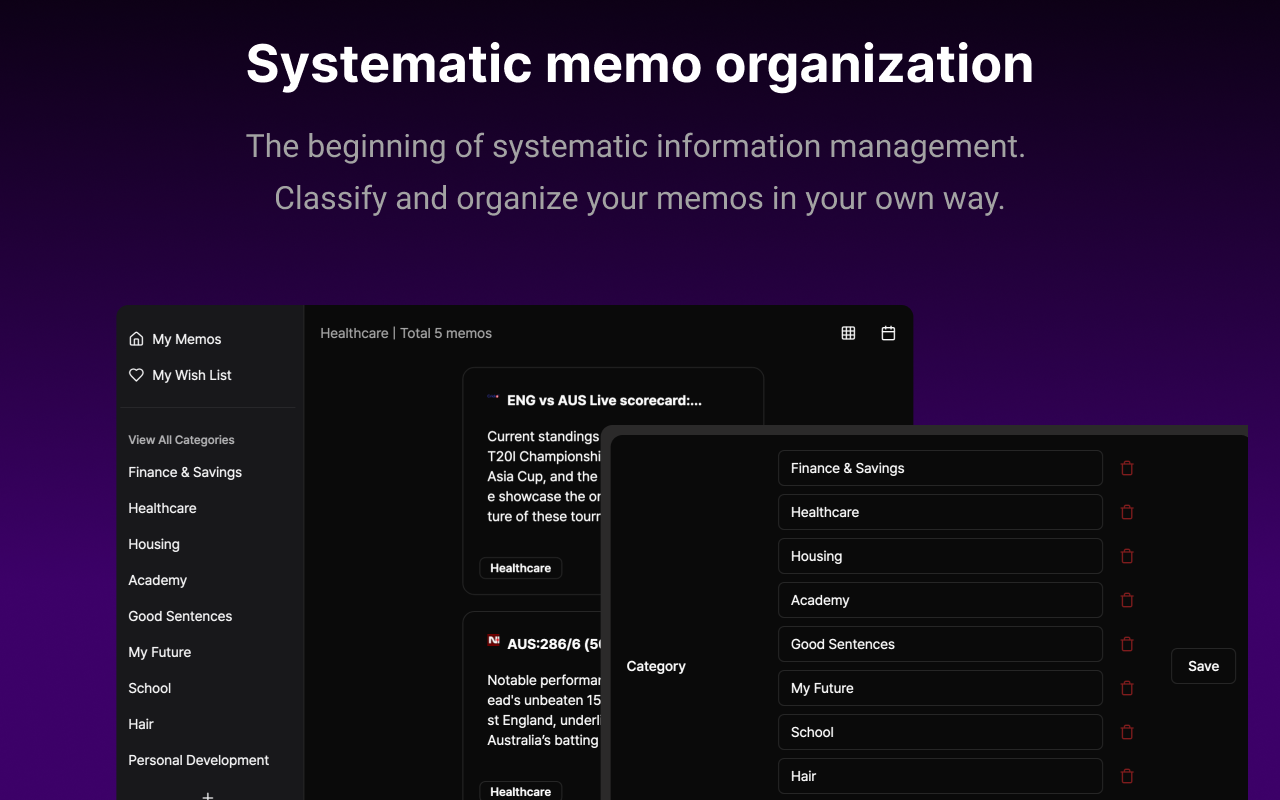 Systematic memo organization
The beginning of systematic information management.
Classify and organize your memos in your own way.
My Memos
My Wish List
View All Categories
Finance & Savings
Healthcare
Housing
Academy
Good Sentences
My Future
School
Hair
Personal Development
+
Healthcare | Total 5 memos
ENG vs AUS Live scorecard:...
Current standings
T20I Championshi
Asia Cup, and the
e showcase the or
ture of these tourr
Healthcare
AUS:286/6 (50
Notable performar
ead's unbeaten 15
st England, underli
Australia's batting
Healthcare
Category
Finance & Savings
Healthcare
Housing
Academy
Good Sentences
My Future
School
Hair
Save